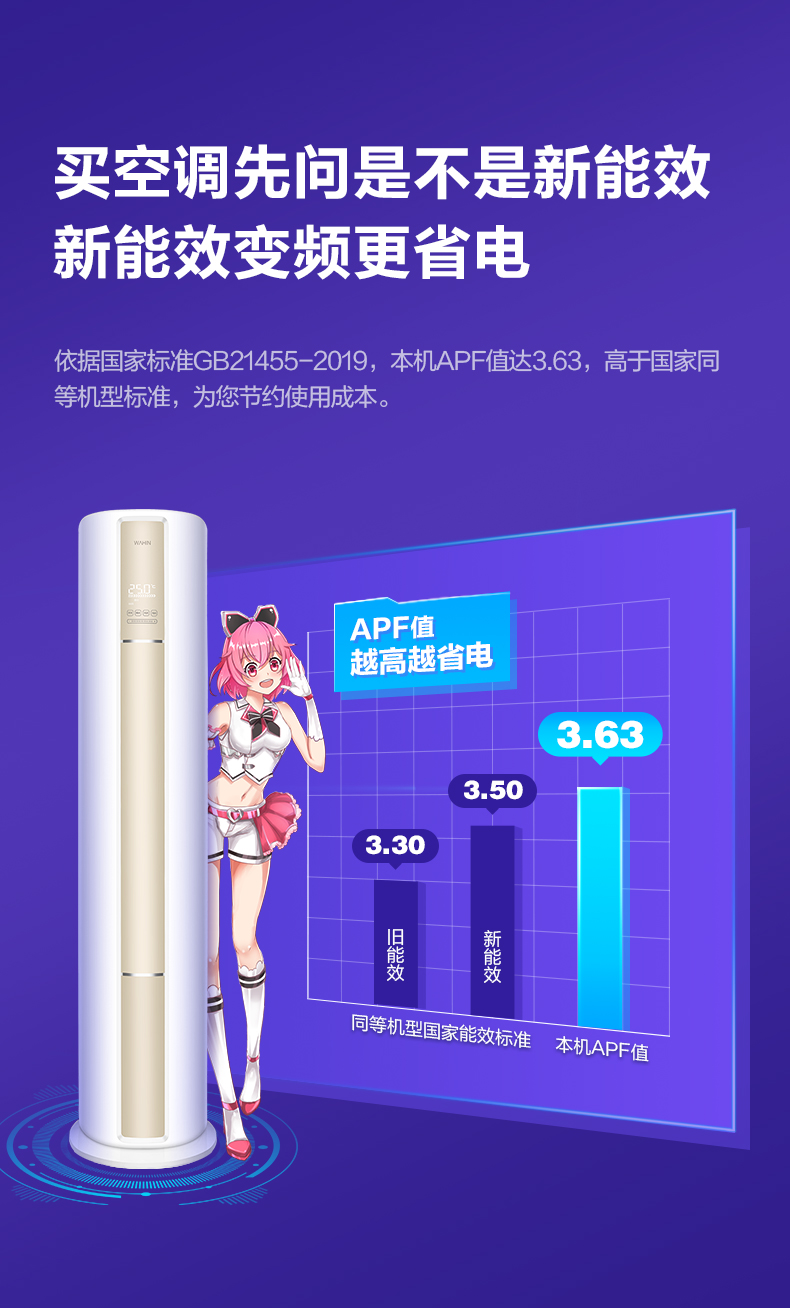 买空调先问是不是新能效
新能效变频更省电
依据国家标准GB21455-2019，本机APF值达3.63，高于国家同
等机型标准，为您节约使用成本。
WAHIN
25.0°c
APF值
越高越省电
3.63
3.50
3.30
旧能效
新能效
同等机型国家能效标准
本机APF值